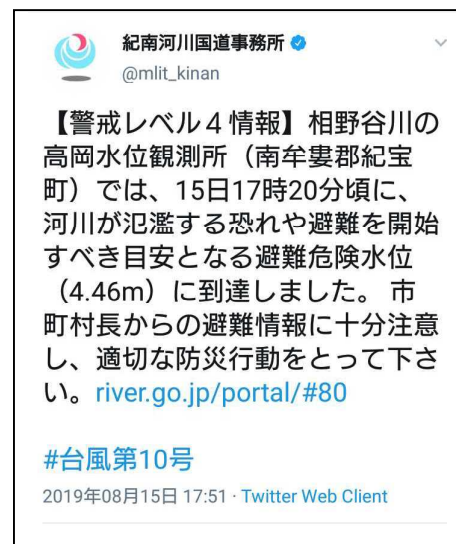 紀南河川国道事務所
@mlit_kinan
【警戒レベル４情報】相野谷川の
高岡水位観測所（南牟婁郡紀宝
町）では、15日17時20分頃に、
河川が氾濫する恐れや避難を開始
すべき目安となる避難危険水位
（4.46m）に到達しました。 市
町村長からの避難情報に十分注意
し、適切な防災行動をとって下さ
い。river.go.jp/portal/#80
#台風第10号
2019年08月15日 17:51 · Twitter Web Client